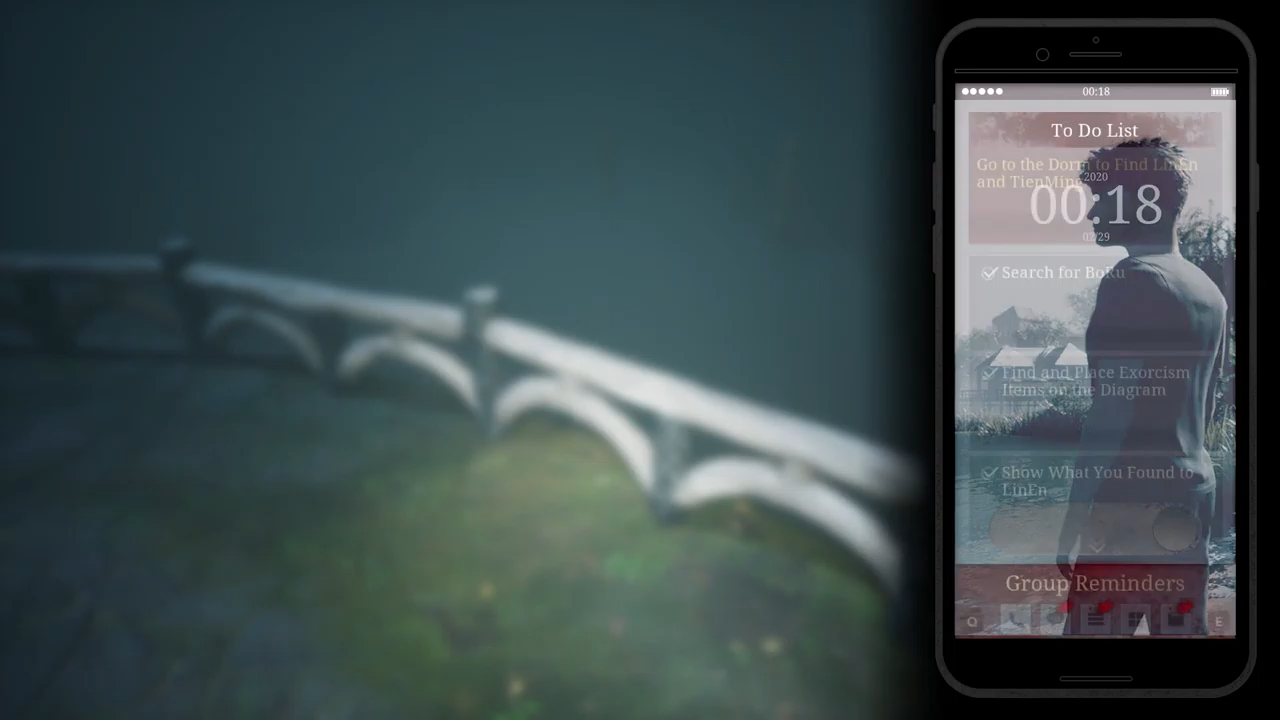 00:18
To Do List
Go to the Dorm to Find LinEn
and TienMing
2020
00:18
02/29
Search for BoRu
Find and Place Exorcism
Items on the Diagram
Show What You Found to
LinEn
Group Reminders
Q
E